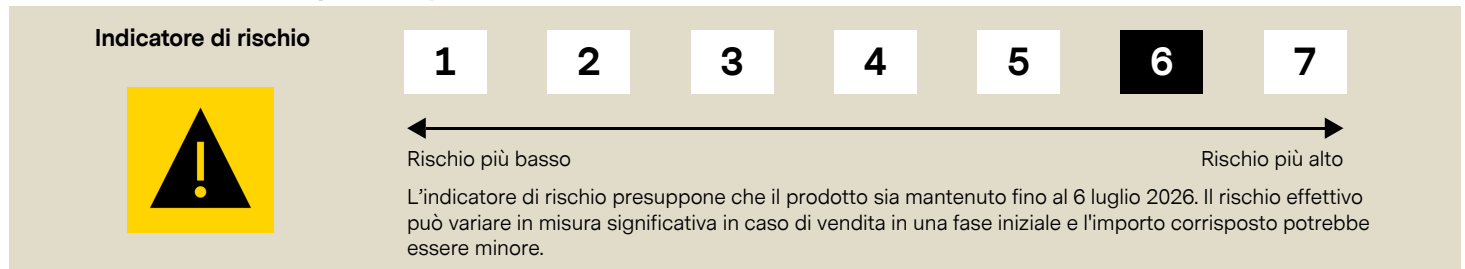 Indicatore di rischio
1 2 3 4 5 6 7
Rischio più basso Rischio più alto
L'indicatore di rischio presuppone che il prodotto sia mantenuto fino al 6 luglio 2026. Il rischio effettivo
può variare in misura significativa in caso di vendita in una fase iniziale e l'importo corrisposto potrebbe
essere minore.